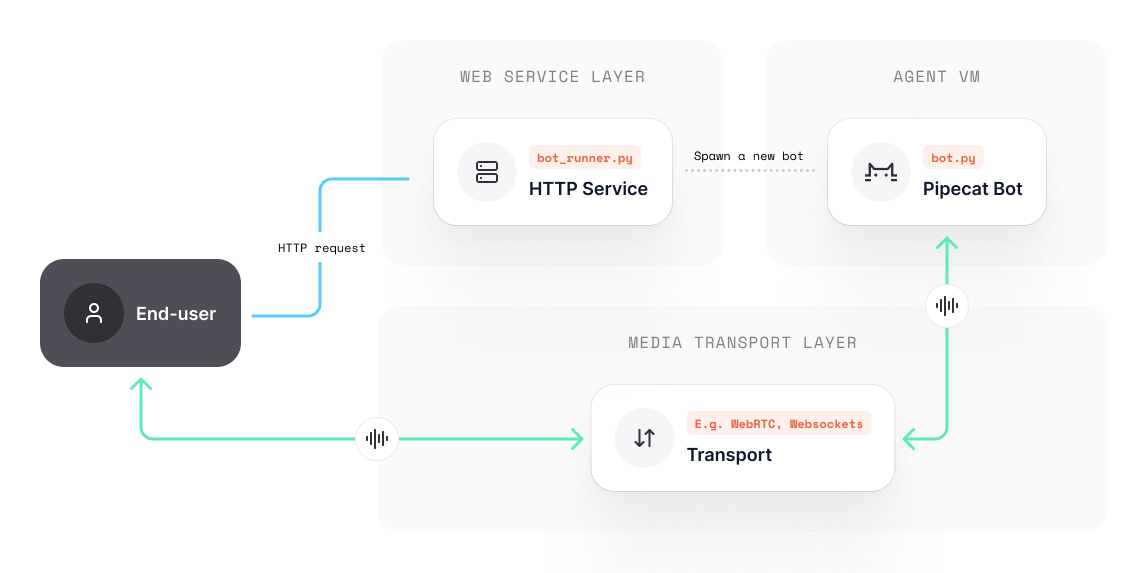 WEB SERVICE LAYER
AGENT VM
bot_runner.py
HTTP Service
Spawn a new bot
bot.py
Pipecat Bot
HTTP request
End-user
MEDIA TRANSPORT LAYER
E.g. WebRTC, Websockets
Transport